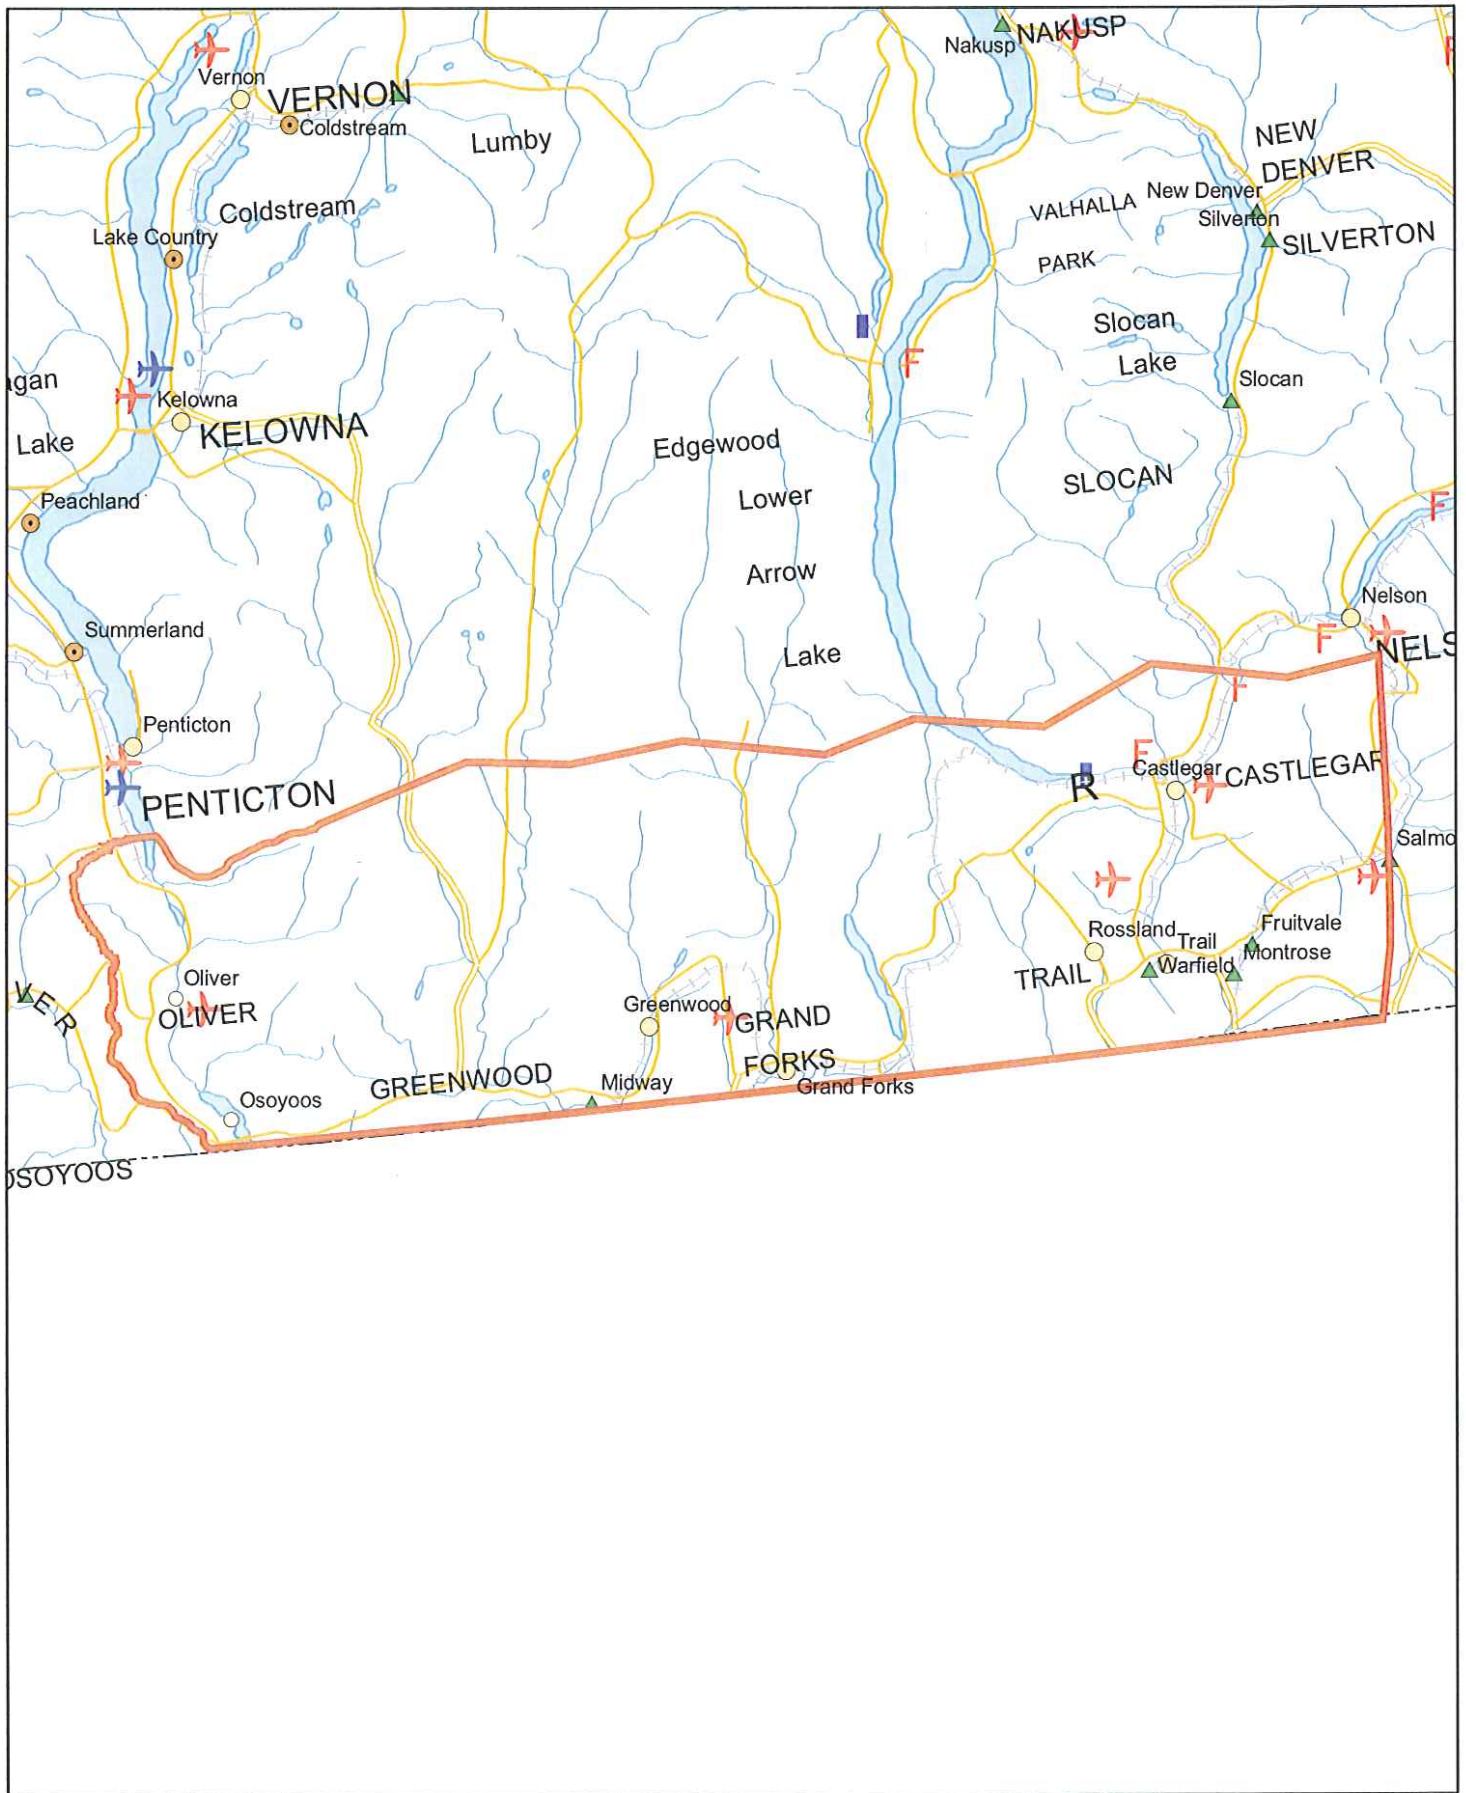 Nakusp
NAKUSP
Vernon
VERNON
Coldstream
Lumby
NEW
DENVER
New Denver
VALHALLA
Silverton
SILVERTON
Coldstream
Lake Country
PARK
Slocan
Lake
Slocan
agan
Lake
Kelowna
KELOWNA
Edgewood
Lower
Arrow
Lake
SLOCAN
Peachland
F
F
Nelson
F
NELS
Summerland
F
Penticton
PENTICTON
F
Castlegar
CASTLEGAR
R
Salmo
Rossland
Trail
Fruitvale
Montrose
Warfield
TRAIL
Oliver
OLIVER
VER
Greenwood
GRAND
FORKS
Grand Forks
GREENWOOD
Midway
Osoyoos
OSOYOOS